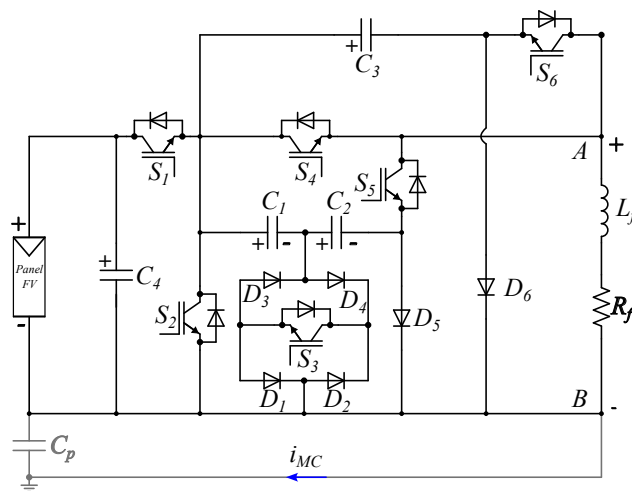 +
C3
S6
S1
S4
A
+
S5
C1
C2
+
-
+
-
Lf
+
Panel
FV
-
+
C4
S2
D3
D4
S3
D5
D6
Rf
D1
D2
B
-
Cp
iMC